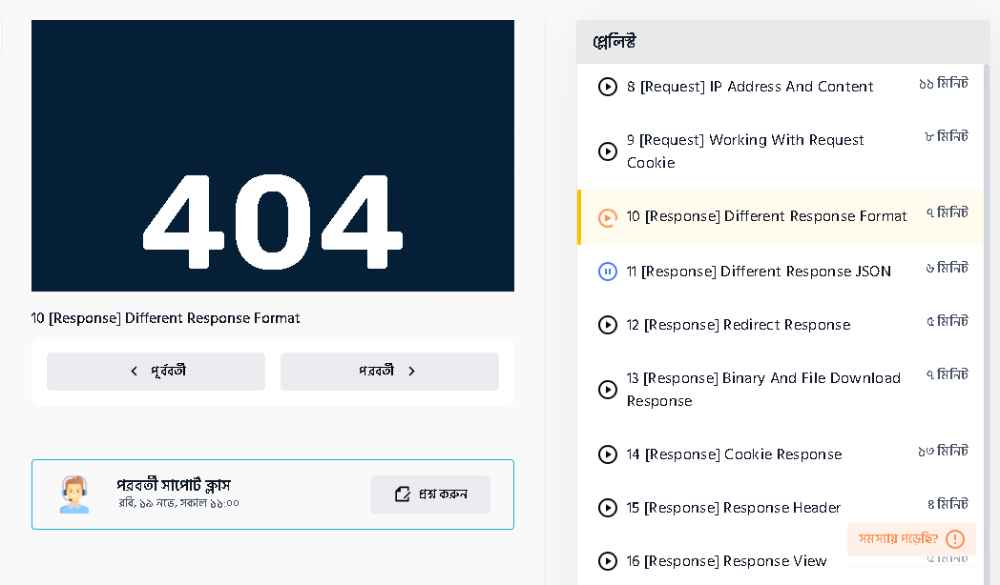 404
10 [Response] Different Response Format
পূর্ববর্তী
পরবর্তী
পরবর্তী সাপোর্ট ক্লাস
রবি, ১৯ নভে, সকাল ১১:০০
প্রশ্ন করুন
প্লেলিস্ট
8 [Request] IP Address And Content
১১ মিনিট
9 [Request] Working With Request
Cookie
৮ মিনিট
10 [Response] Different Response Format
৭ মিনিট
11 [Response] Different Response JSON
৬ মিনিট
12 [Response] Redirect Response
৫ মিনিট
13 [Response] Binary And File Download
Response
৭ মিনিট
14 [Response] Cookie Response
১৩ মিনিট
15 [Response] Response Header
৪ মিনিট
সমস্যায় পড়েছি?
16 [Response] Response View
মিনিট